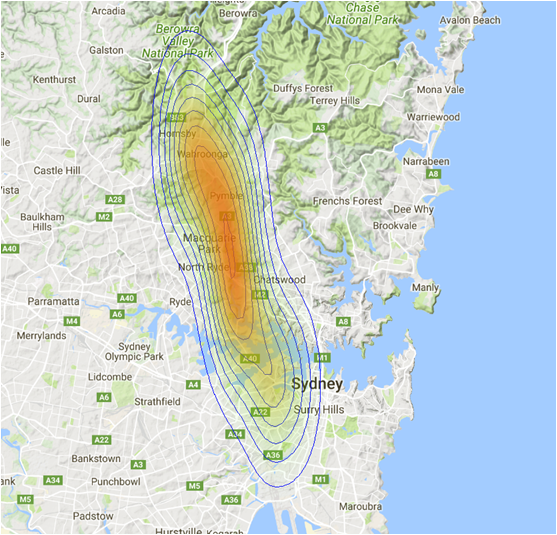 Arcadia
Berowra
Chase
National Park
Avalon Beach
Galston
Berowra
Valley
National Park
Kenthurst
Dural
Duffys Forest
Terrey Hills
Mona Vale
Warriewood
Hornsby
A3
Wahroonga
Narrabeen
A8
Castle Hill
Pymble
A28
Frenchs Forest
Dee Why
Baulkham
Hills
M2
Brookvale
A40
Macquarie
Park
North Ryde
Chatswood
M2
Manly
Parramatta
A40
Ryde
A6
M4
A8
Merrylands
Sydney
Olympic Park
A40
M1
Lidcombe
A4
Sydney
A6
Strathfield
A22
Surry Hills
A22
A34
Bankstown
A3
A36
Punchbowl
A34
M5
M1
M5
A36
Maroubra
Padstow
Hurstville